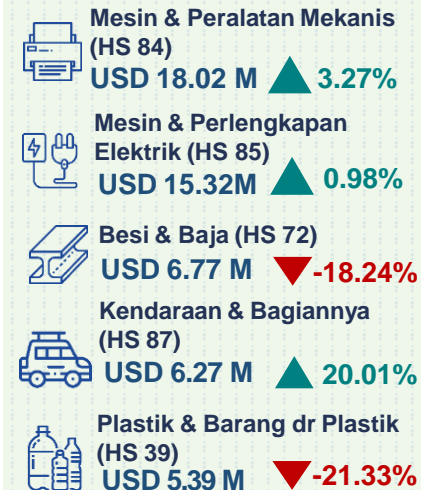 Mesin & Peralatan Mekanis
(HS 84)
USD 18.02 M 3.27%
Mesin & Perlengkapan
Elektrik (HS 85)
USD 15.32M 0.98%
Besi & Baja (HS 72)
USD 6.77 M -18.24%
Kendaraan & Bagiannya
(HS 87)
USD 6.27 M 20.01%
Plastik & Barang dr Plastik
(HS 39)
USD 5.39 M -21.33%